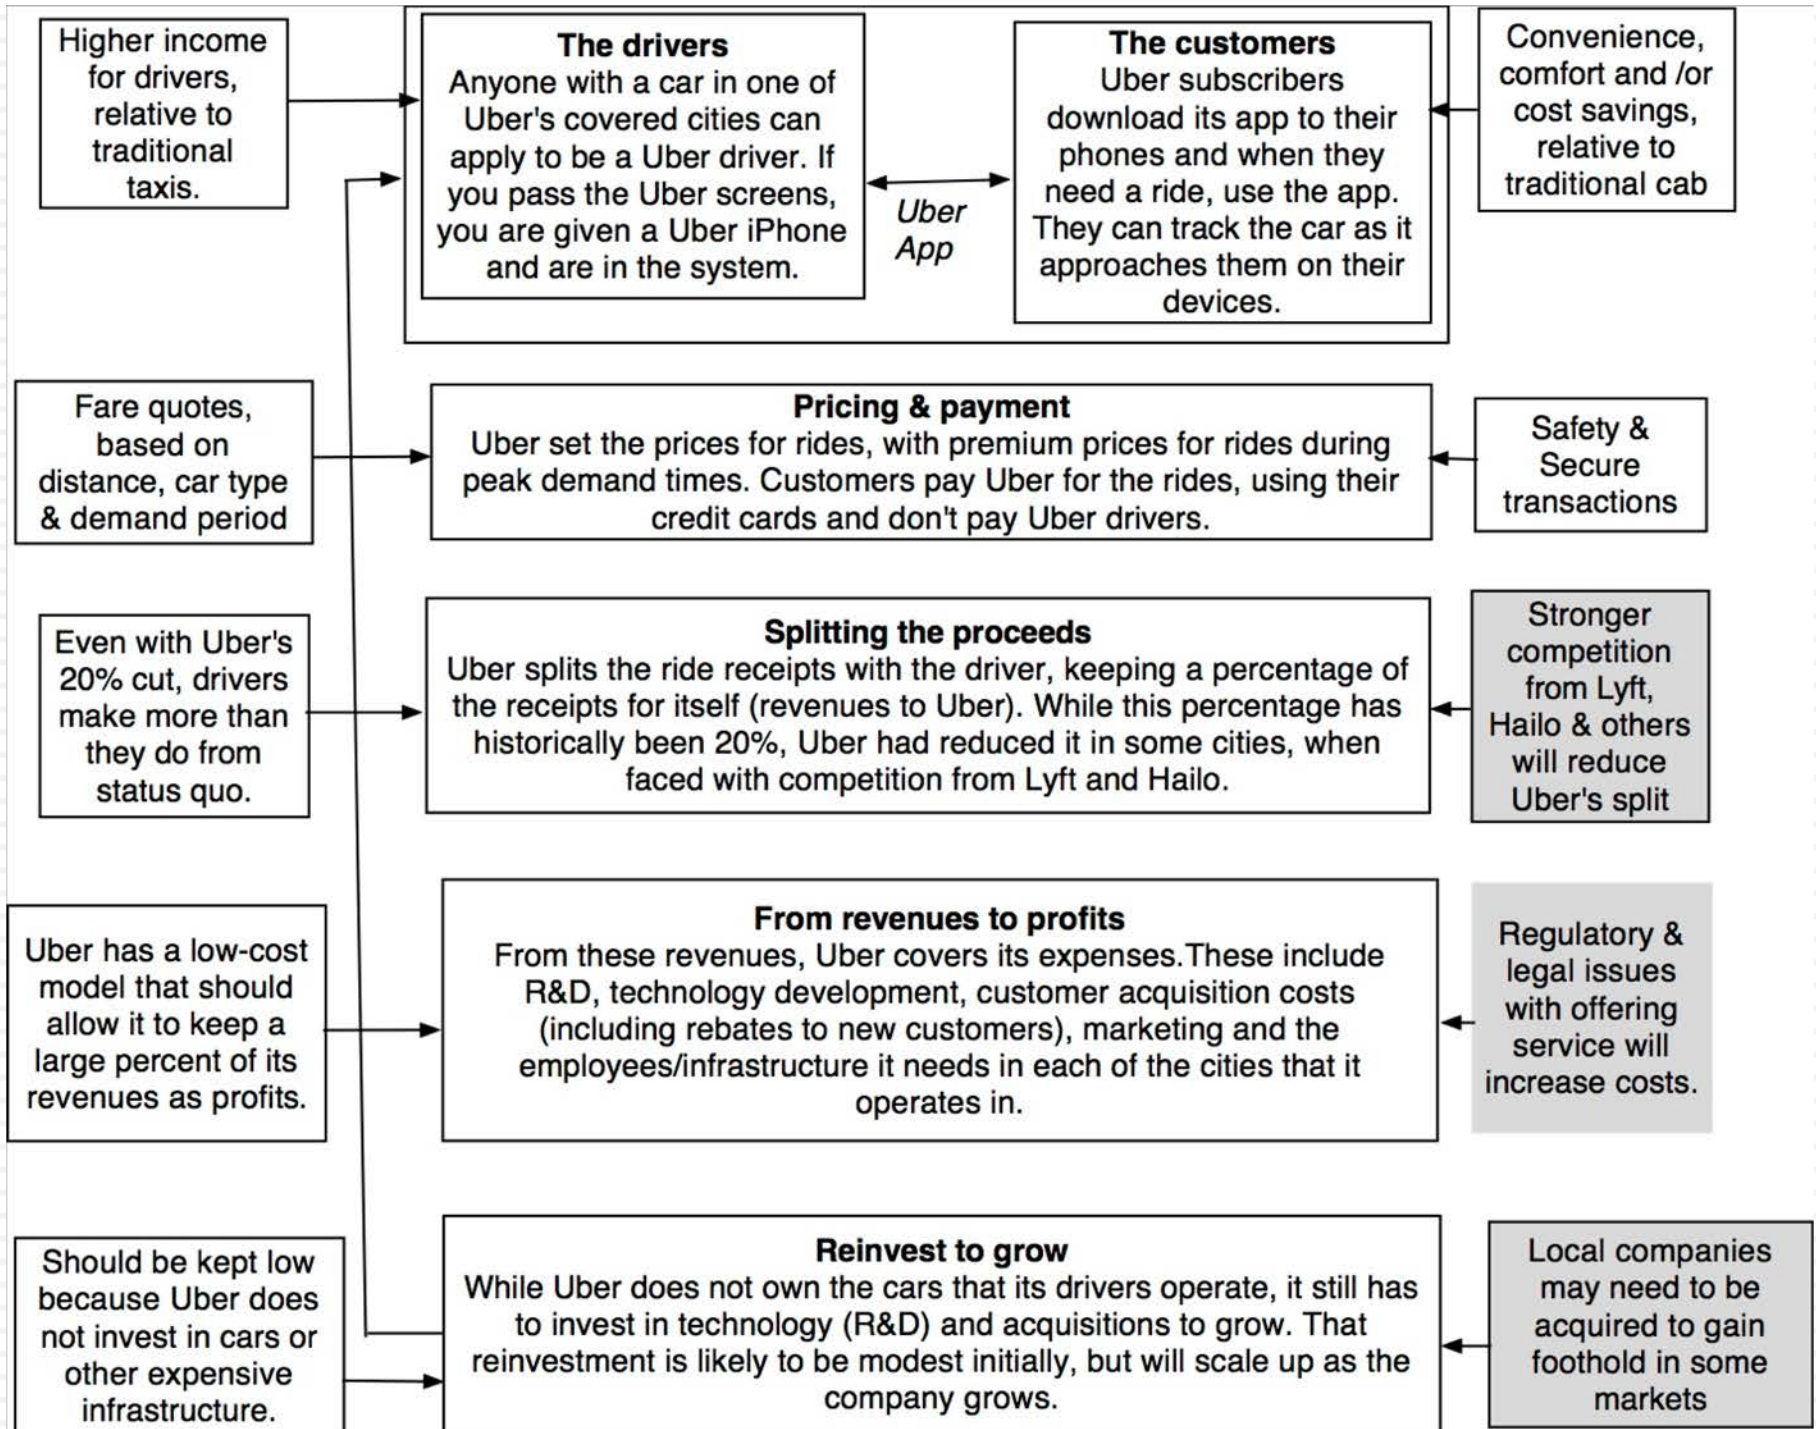 Higher income
for drivers,
relative to
traditional
taxis.
The drivers
Anyone with a car in one of
Uber's covered cities can
apply to be a Uber driver. If
you pass the Uber screens,
you are given a Uber iPhone
and are in the system.
Uber
App
The customers
Uber subscribers
download its app to their
phones and when they
need a ride, use the app.
They can track the car as it
approaches them on their
devices.
Convenience,
comfort and /or
cost savings,
relative to
traditional cab
Fare quotes,
based on
distance, car type
& demand period
Pricing & payment
Uber set the prices for rides, with premium prices for rides during
peak demand times. Customers pay Uber for the rides, using their
credit cards and don't pay Uber drivers.
Safety &
Secure
transactions
Even with Uber's
20% cut, drivers
make more than
they do from
status quo.
Splitting the proceeds
Uber splits the ride receipts with the driver, keeping a percentage of
the receipts for itself (revenues to Uber). While this percentage has
historically been 20%, Uber had reduced it in some cities, when
faced with competition from Lyft and Hailo.
Stronger
competition
from Lyft,
Hailo & others
will reduce
Uber's split
Uber has a low-cost
model that should
allow it to keep a
large percent of its
revenues as profits.
From revenues to profits
From these revenues, Uber covers its expenses.These include
R&D, technology development, customer acquisition costs
(including rebates to new customers), marketing and the
employees/infrastructure it needs in each of the cities that it
operates in.
Regulatory &
legal issues
with offering
service will
increase costs.
Should be kept low
because Uber does
not invest in cars or
other expensive
infrastructure.
Reinvest to grow
While Uber does not own the cars that its drivers operate, it still has
to invest in technology (R&D) and acquisitions to grow. That
reinvestment is likely to be modest initially, but will scale up as the
company grows.
Local companies
may need to be
acquired to gain
foothold in some
markets